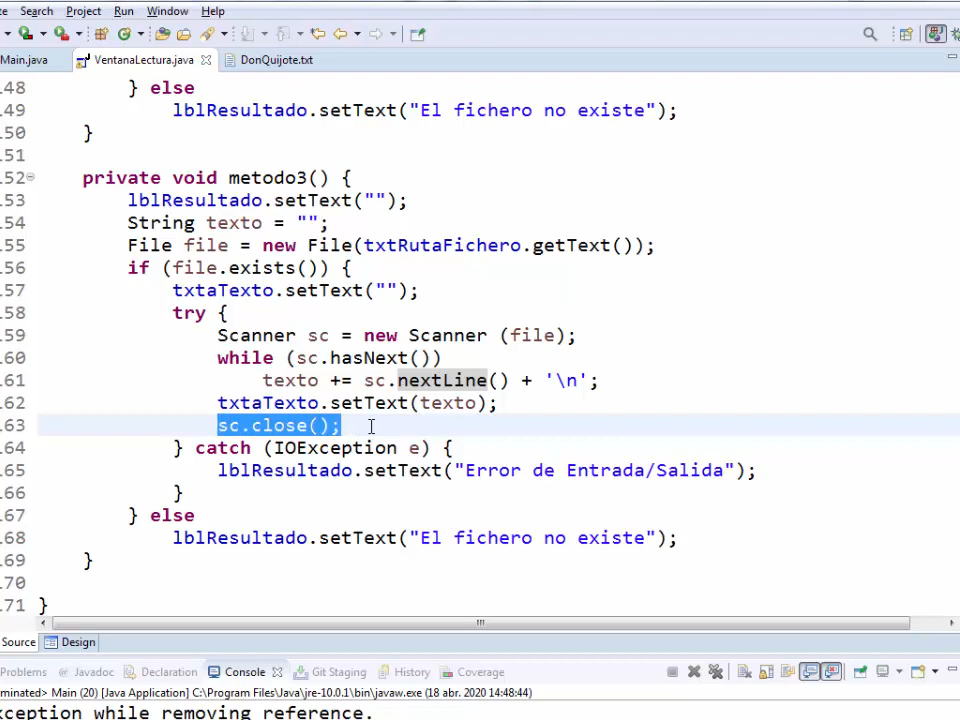 Search Project Run Window Help
Main.java VentanaLectura.java DonQuijote.txt
148 } else
149 lblResultado.setText("El fichero no existe");
150 }
151
152 private void metodo3() {
153 lblResultado.setText("");
154 String texto = "";
155 File file = new File(txtRutaFichero.getText());
156 if (file.exists()) {
157 txtaTexto.setText("");
158 try {
159 Scanner sc = new Scanner (file);
160 while (sc.hasNext())
161 texto += sc.nextLine() + '\n';
162 txtaTexto.setText(texto);
163 sc.close();
164 } catch (IOException e) {
165 lblResultado.setText("Error de Entrada/Salida");
166 }
167 } else
168 lblResultado.setText("El fichero no existe");
169 }
170
171 }
Source Design
Problems Javadoc Declaration Console Git Staging History Coverage
minated> Main (20) [Java Application] C:\Program Files\Java\jre-10.0.1\bin\javaw.exe (18 abr. 2020 14:48:44)
xception while removing reference.